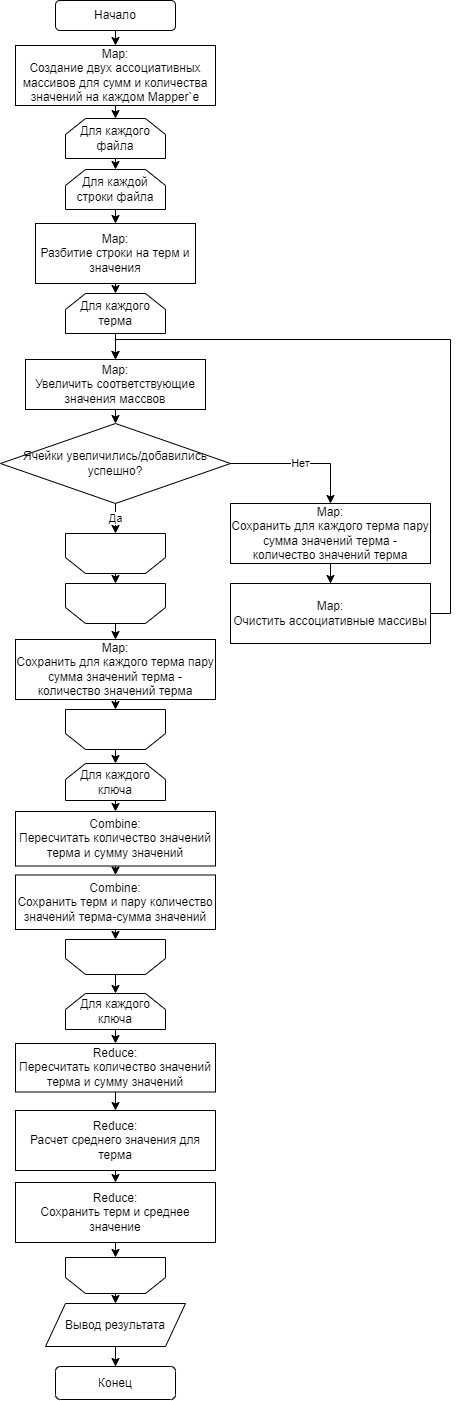 Начало
Map:
Создание двух ассоциативных
массивов для сумм и количества
значений на каждом Mapper`е
Для каждого
файла
Для каждой
строки файла
Map:
Разбитие строки на терм и
значения
Для каждого
терма
Map:
Увеличить соответствующие
значения массвов
Ячейки увеличились/добавились
успешно?
Нет
Да
Map:
Сохранить для каждого терма пару
сумма значений терма -
количество значений терма
Map:
Очистить ассоциативные массивы
Map:
Сохранить для каждого терма пару
сумма значений терма -
количество значений терма
Для каждого
ключа
Combine:
Пересчитать количество значений
терма и сумму значений
Combine:
Сохранить терм и пару количество
значений терма-сумма значений
Для каждого
ключа
Reduce:
Пересчитать количество значений
терма и сумму значений
Reduce:
Расчет среднего значения для
терма
Reduce:
Сохранить терм и среднее
значение
Вывод результата
Конец